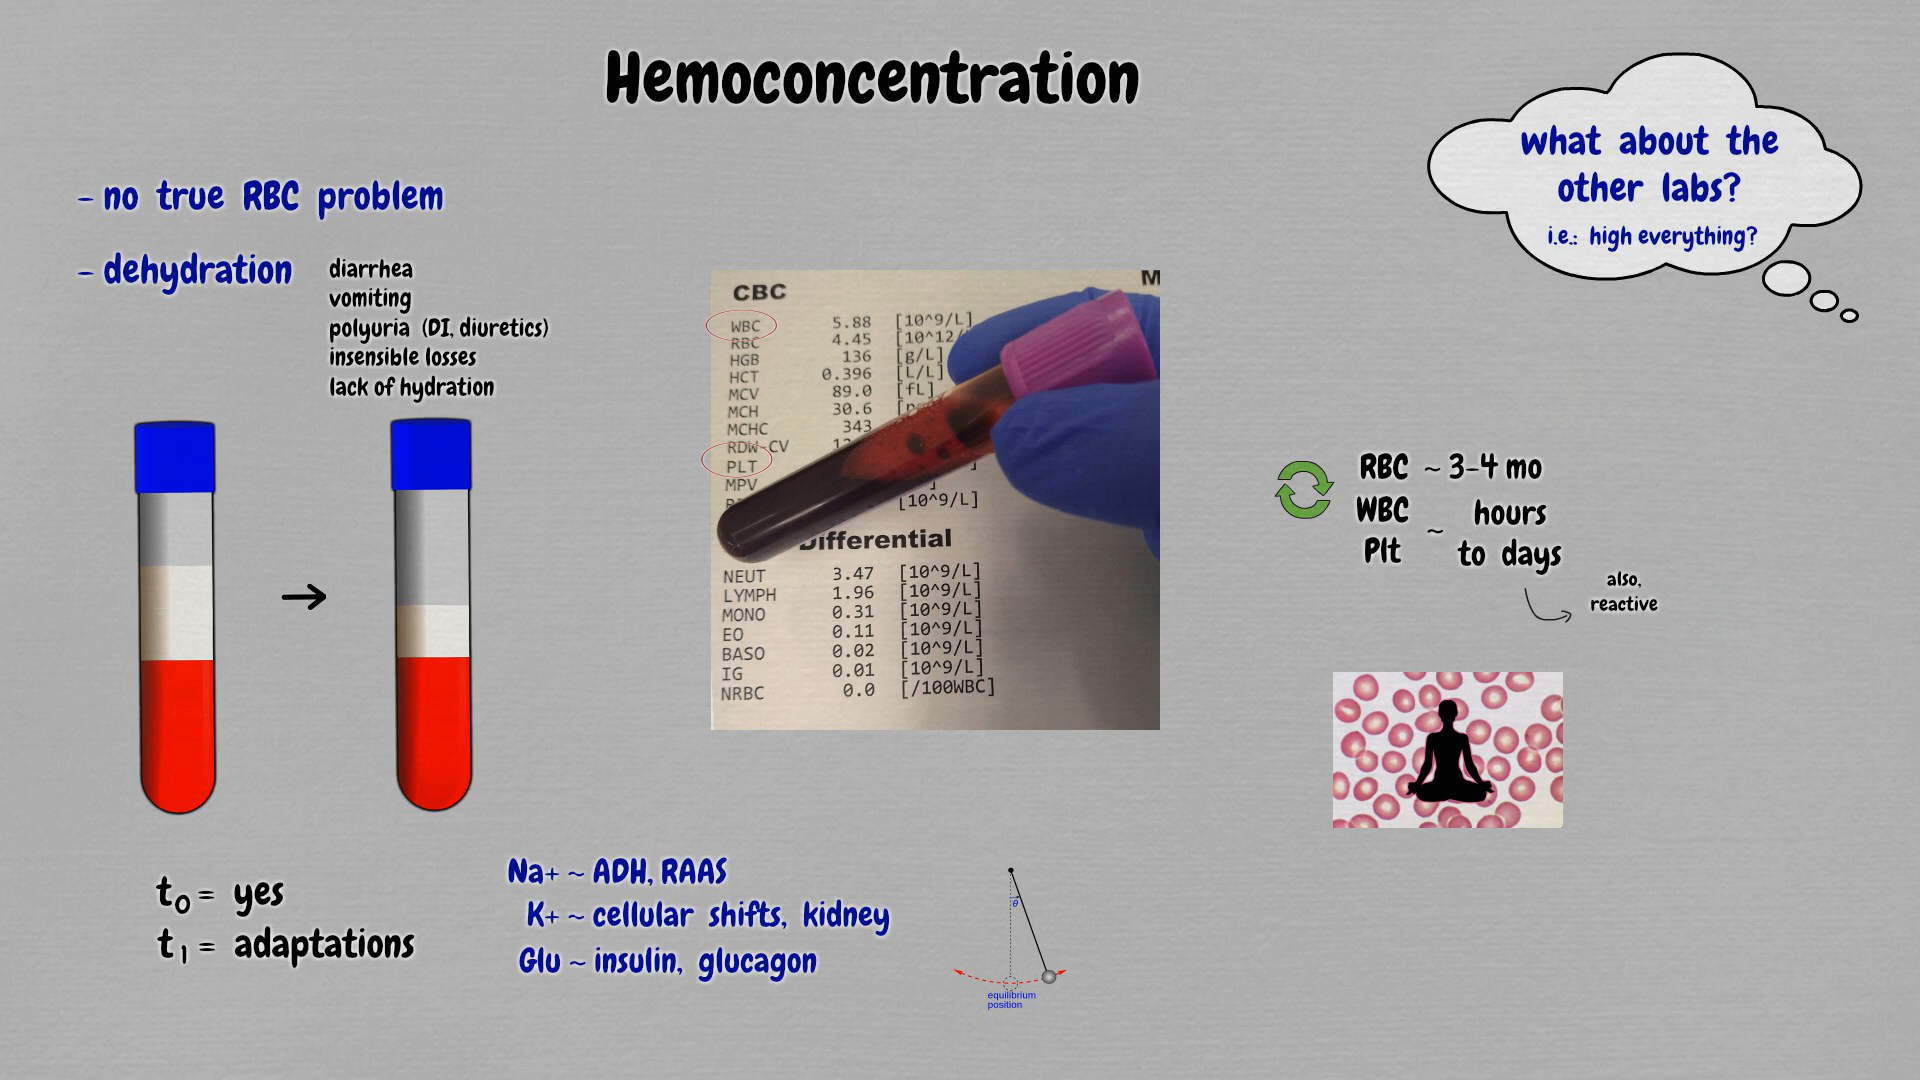 Hemoconcentration
- no true RBC problem
- dehydration
diarrhea
vomiting
polyuria (DI, diuretics)
insensible losses
lack of hydration
what about the
other labs?
i.e.: high everything?
CBC
M
WBC 5.88 [10^9/L]
RBC 4.45 [10^12/
HGB 136 [g/L]
HCT 0.396 [L/L]
MCV 89.0 [fL]
MCH 30.6
MCHC 343
RDW-CV
PLT
MPV
[10^9/L]
Differential
NEUT 3.47 [10^9/L]
LYMPH 1.96 [10^9/L]
MONO 0.31 [10^9/L]
EO 0.11 [10^9/L]
BASO 0.02 [10^9/L]
IG 0.01 [10^9/L]
NRBC 0.0 [/100WBC]
RBC ~ 3-4 mo
WBC
Plt
~ hours
to days
also,
reactive
t0 = yes
t1 = adaptations
Na+ ~ ADH, RAAS
K+ ~ cellular shifts, kidney
Glu ~ insulin, glucagon
θ
equilibrium
position